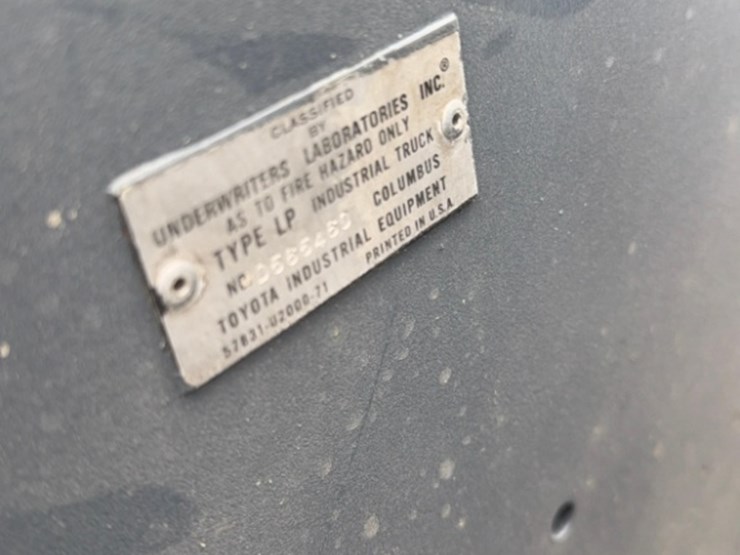 CLASSIFIED
BY
UNDERWRITERS LABORATORIES INC.®
AS TO FIRE HAZARD ONLY
TYPE LP INDUSTRIAL TRUCK
NO. COLUMBUS
TOYOTA INDUSTRIAL EQUIPMENT
57831-U2000-71 PRINTED IN U.S.A.